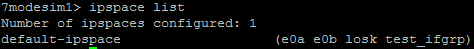 7modesim1> ipspace list
Number of ipspaces configured: 1
default-ipspace (e0a e0b losk test_ifgrp)